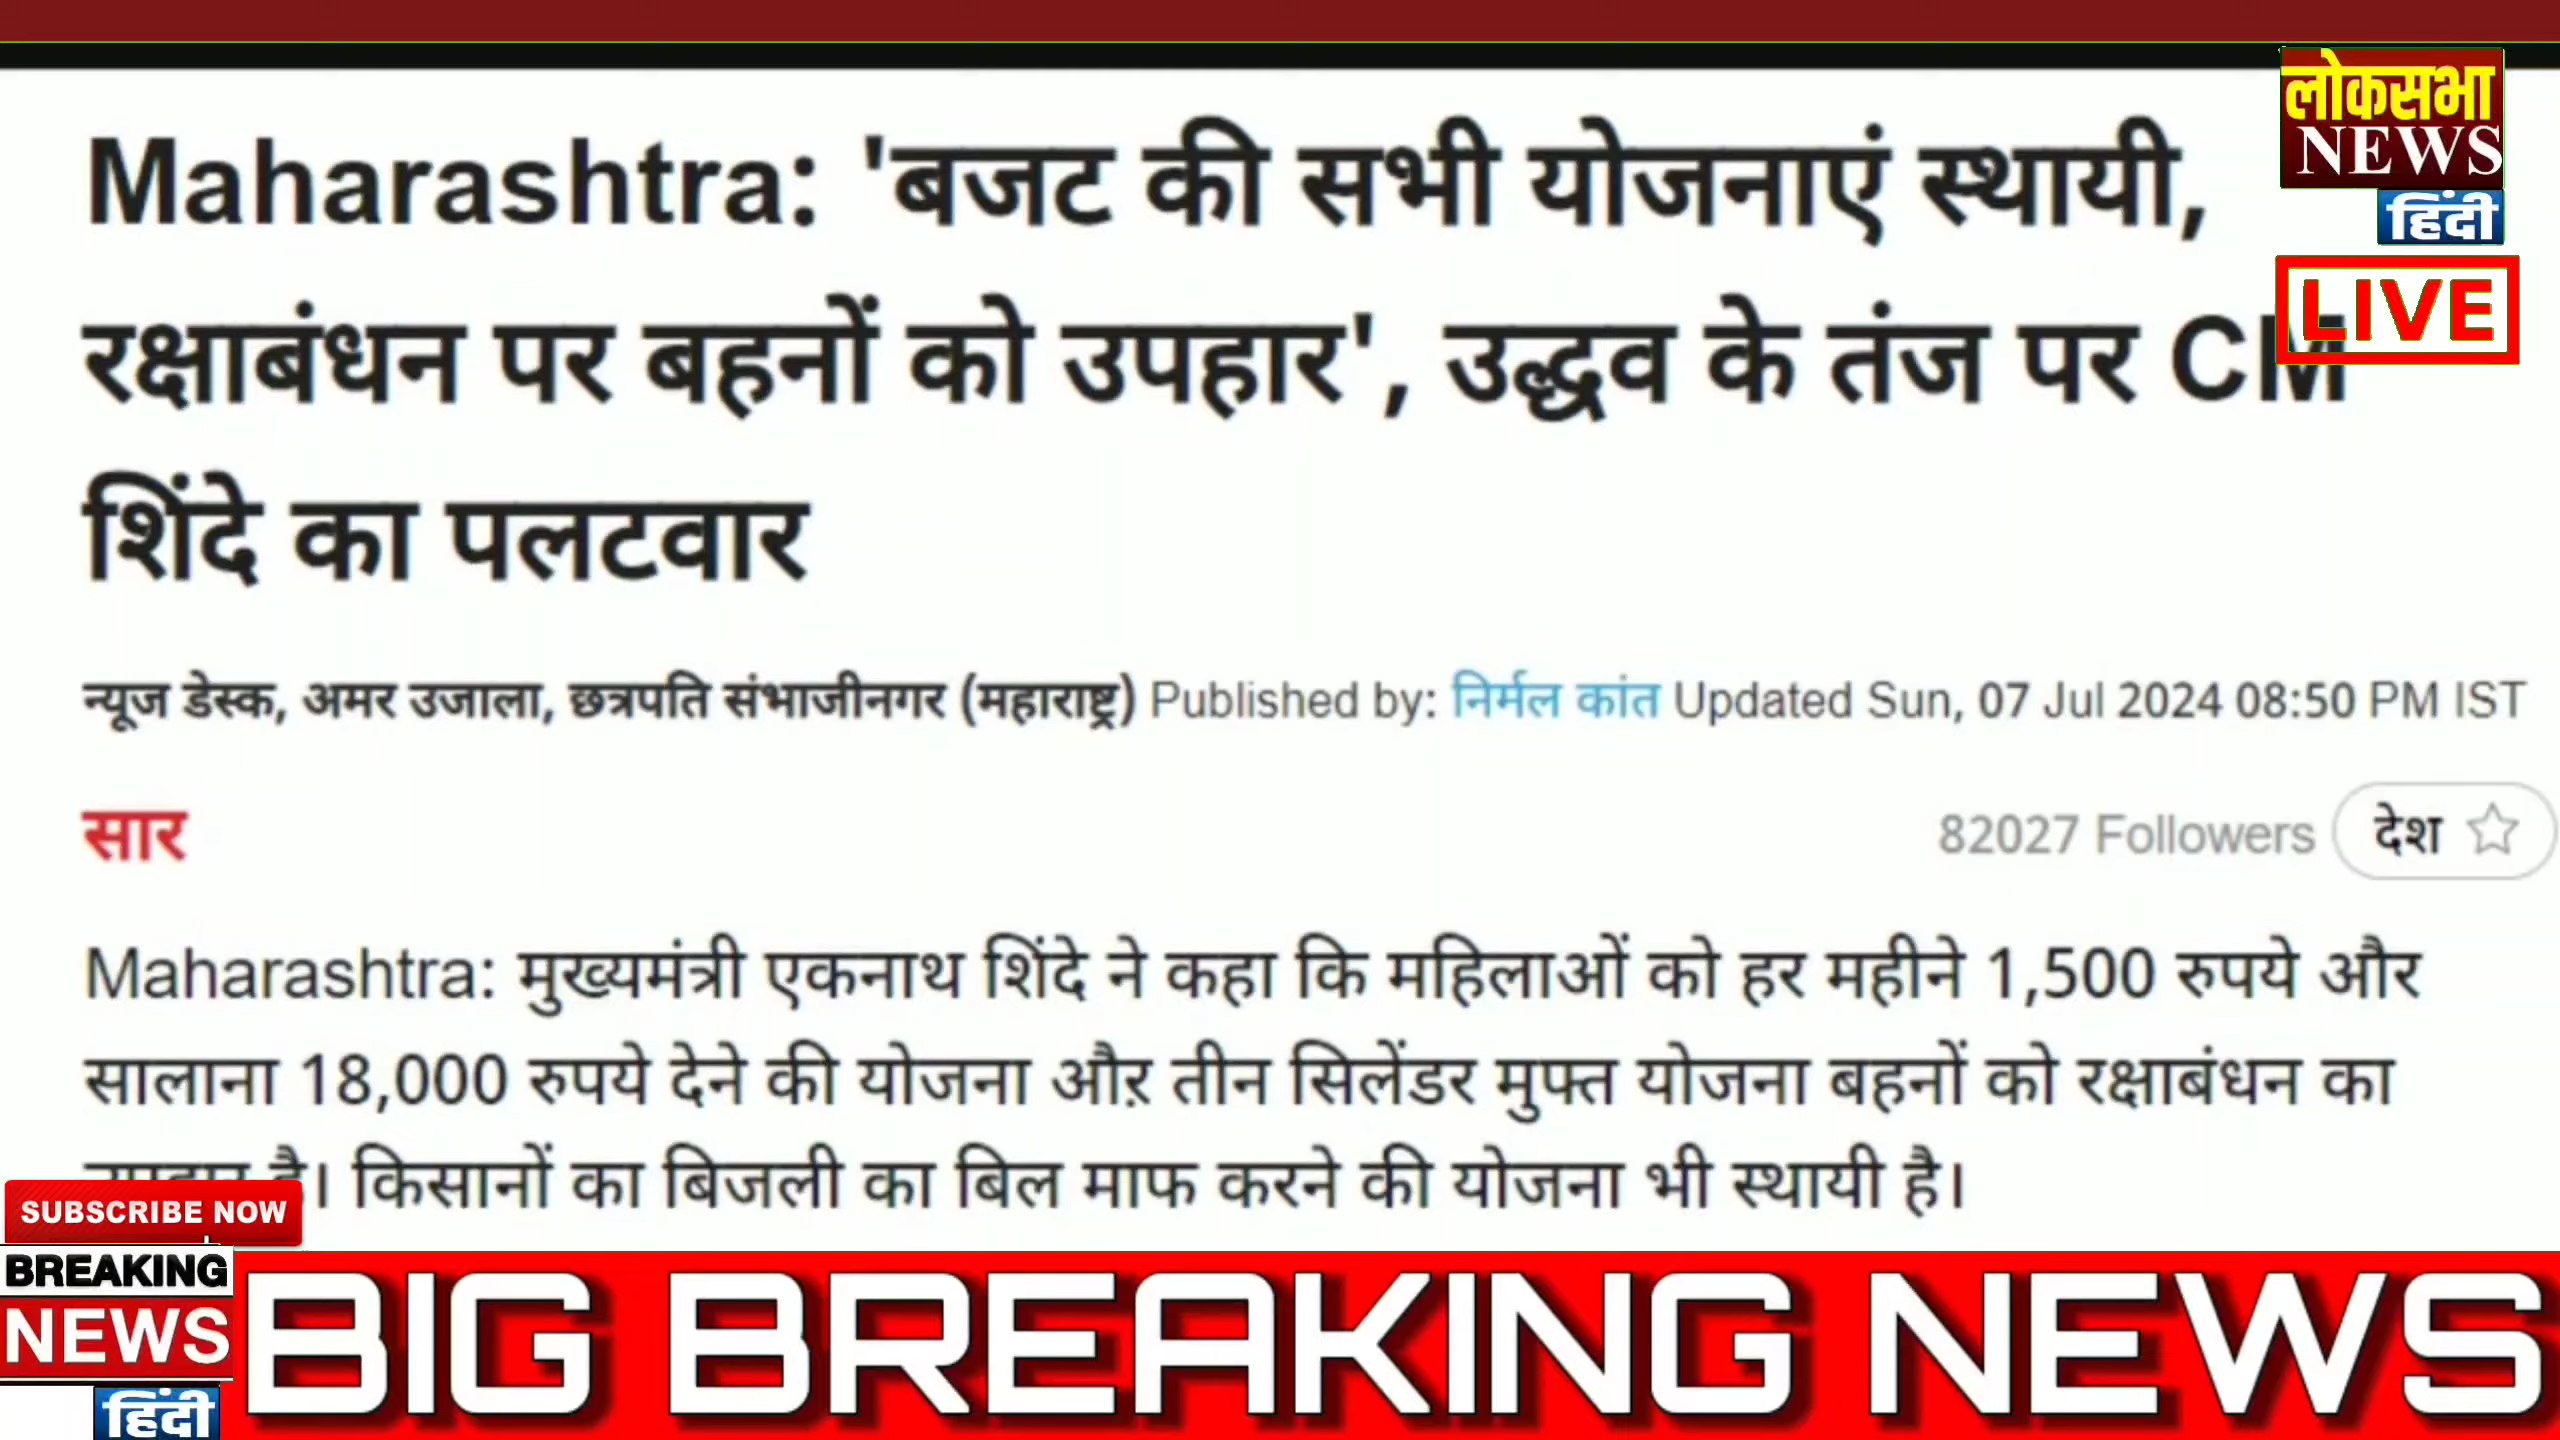 लोकसभा
NEWS
हिंदी
LIVE
Maharashtra: 'बजट की सभी योजनाएं स्थायी,
रक्षाबंधन पर बहनों को उपहार', उद्धव के तंज पर CM
शिंदे का पलटवार
न्यूज डेस्क, अमर उजाला, छत्रपति संभाजीनगर (महाराष्ट्र) Published by: निर्मल कांत Updated Sun, 07 Jul 2024 08:50 PM IST
सार
82027 Followers देश
Maharashtra: मुख्यमंत्री एकनाथ शिंदे ने कहा कि महिलाओं को हर महीने 1,500 रुपये और
सालाना 18,000 रुपये देने की योजना औऱ तीन सिलेंडर मुफ्त योजना बहनों को रक्षाबंधन का
है। किसानों का बिजली का बिल माफ करने की योजना भी स्थायी है।
SUBSCRIBE NOW
BREAKING
NEWS
हिंदी
BIG BREAKING NEWS